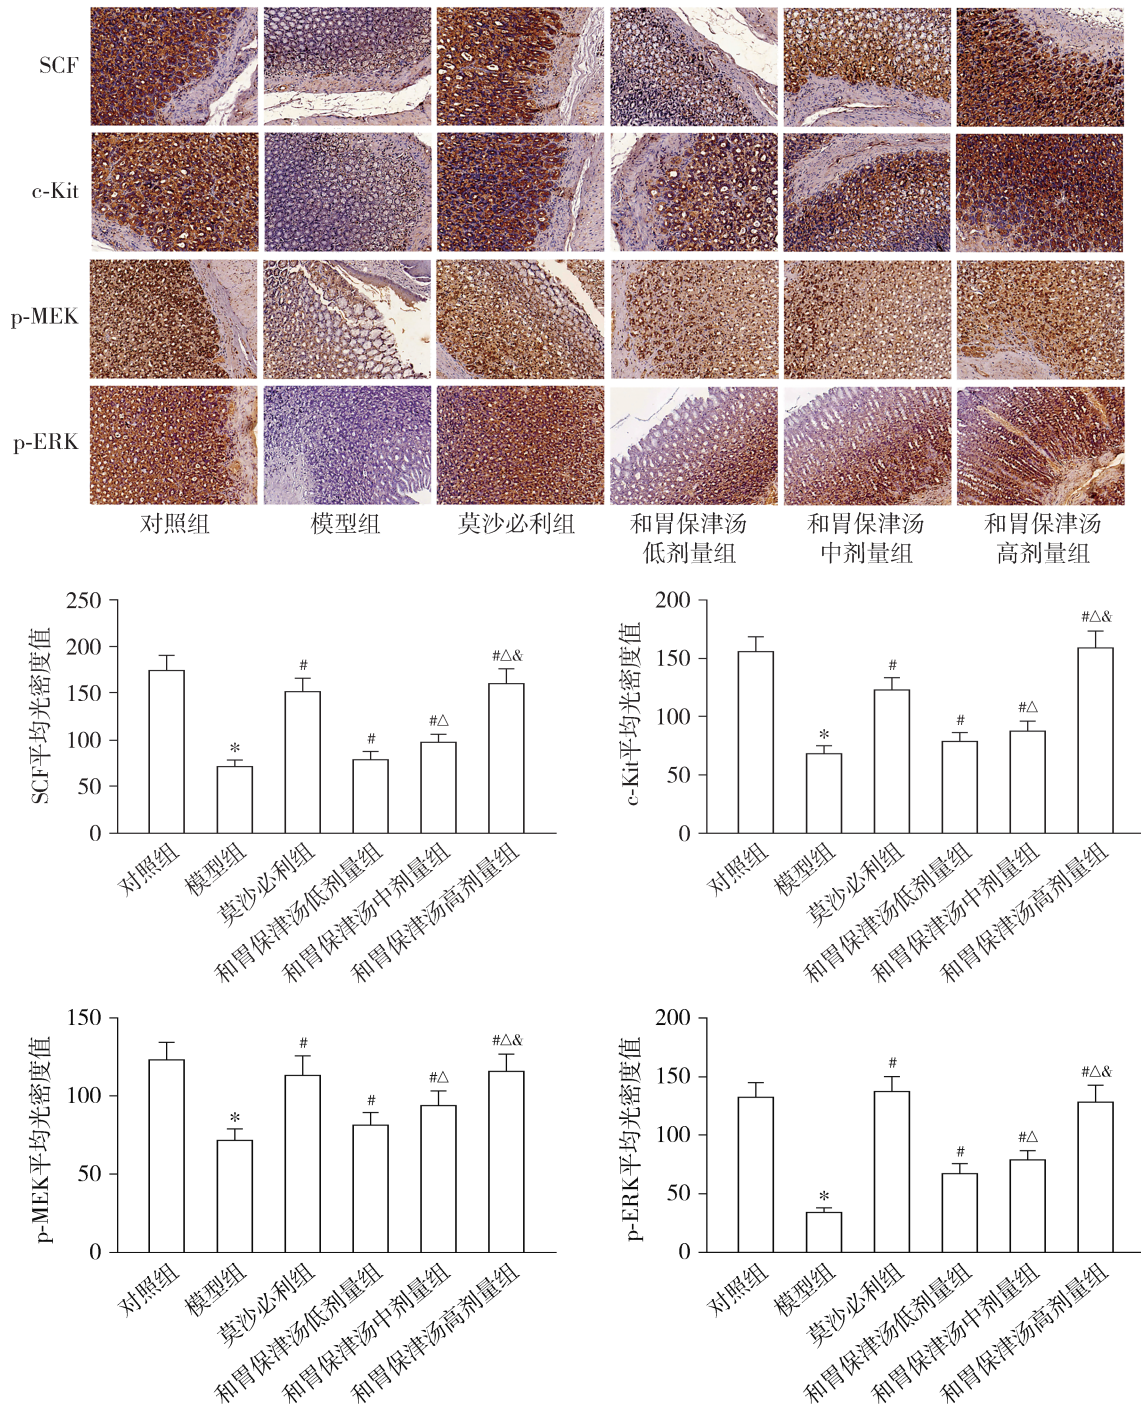 SCF
c-Kit
p-MEK
p-ERK
对照组
模型组
莫沙必利组
和胃保津汤
低剂量组
和胃保津汤
中剂量组
和胃保津汤
高剂量组
SCF平均光密度值
250
200
150
100
50
0
*
#
#
#△
#△&
对照组
模型组
莫沙必利组
和胃保津汤低剂量组
和胃保津汤中剂量组
和胃保津汤高剂量组
c-Kit平均光密度值
200
150
100
50
0
*
#
#
#△
#△&
对照组
模型组
莫沙必利组
和胃保津汤低剂量组
和胃保津汤中剂量组
和胃保津汤高剂量组
p-MEK平均光密度值
150
100
50
0
*
#
#
#△
#△&
对照组
模型组
莫沙必利组
和胃保津汤低剂量组
和胃保津汤中剂量组
和胃保津汤高剂量组
p-ERK平均光密度值
200
150
100
50
0
*
#
#
#△
#△&
对照组
模型组
莫沙必利组
和胃保津汤低剂量组
和胃保津汤中剂量组
和胃保津汤高剂量组